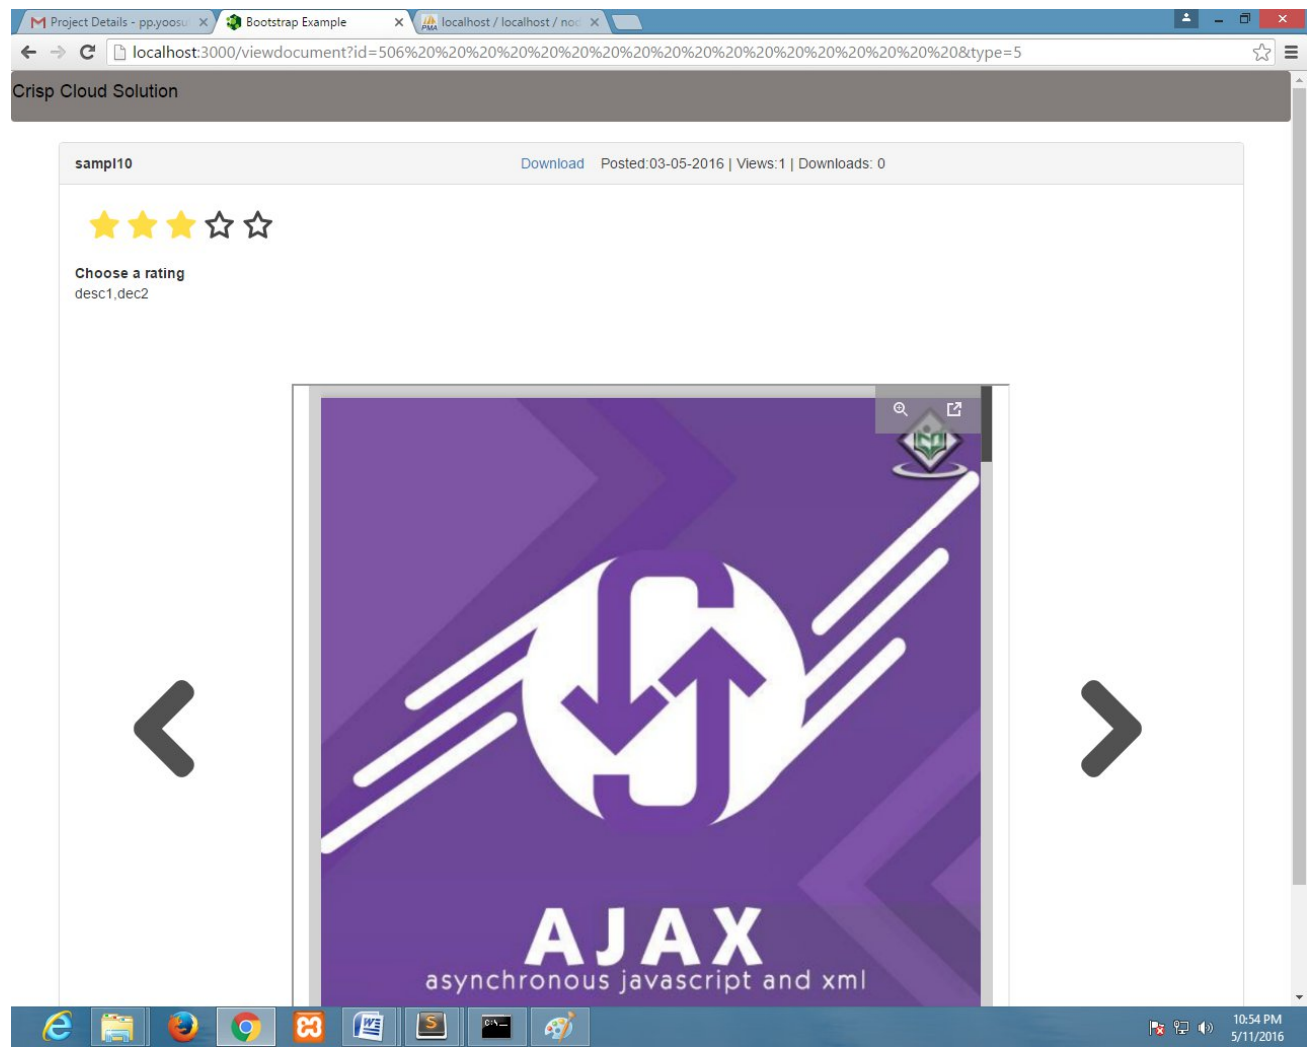 Project Details - pp.yoosu
Bootstrap Example
localhost / localhost / nod
localhost:3000/viewdocument?id=506%20%20%20%20%20%20%20%20%20%20%20%20%20%20%20%20%20%20&type=5
Crisp Cloud Solution
sampl10
Download Posted:03-05-2016 | Views:1 | Downloads: 0
Choose a rating
desc1,dec2
AJAX
asynchronous javascript and xml
10:54 PM
5/11/2016